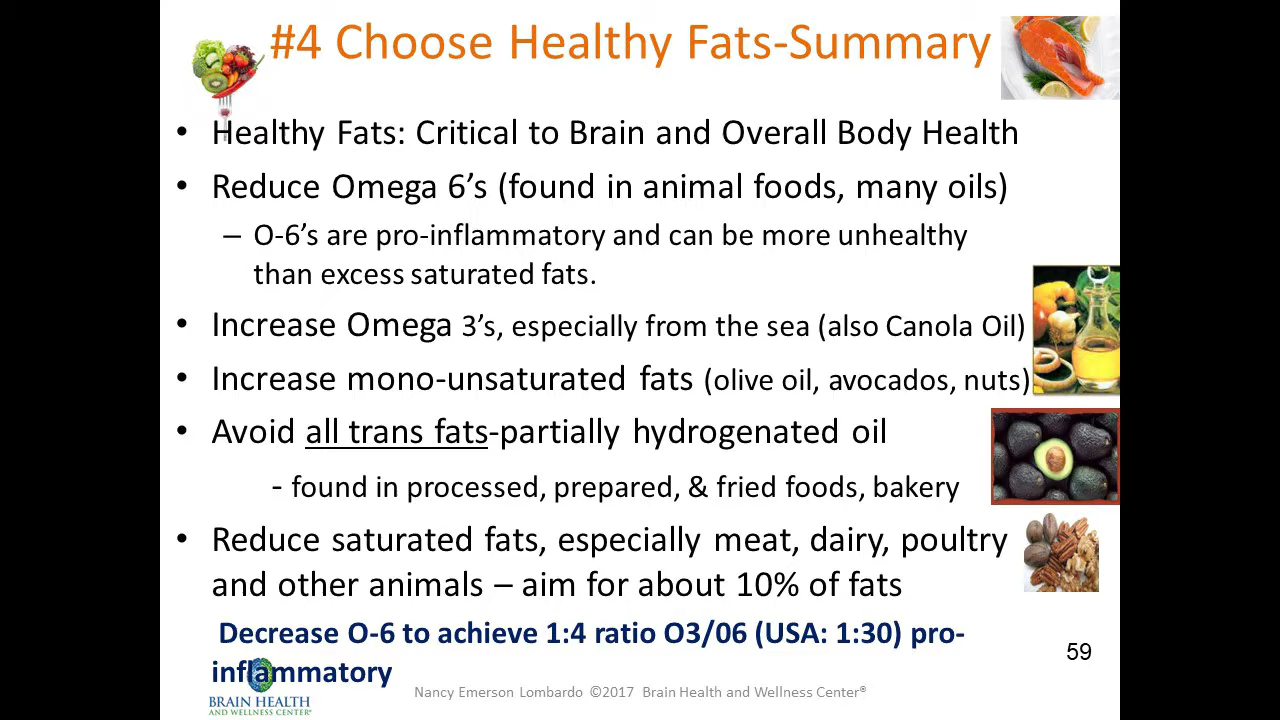 #4 Choose Healthy Fats-Summary
• Healthy Fats: Critical to Brain and Overall Body Health
• Reduce Omega 6’s (found in animal foods, many oils)
– O-6’s are pro-inflammatory and can be more unhealthy
than excess saturated fats.
• Increase Omega 3’s, especially from the sea (also Canola Oil)
• Increase mono-unsaturated fats (olive oil, avocados, nuts)
• Avoid all trans fats-partially hydrogenated oil
- found in processed, prepared, & fried foods, bakery
• Reduce saturated fats, especially meat, dairy, poultry
and other animals – aim for about 10% of fats
Decrease O-6 to achieve 1:4 ratio O3/06 (USA: 1:30) pro-
inflammatory
59
Nancy Emerson Lombardo ©2017 Brain Health and Wellness Center®
BRAIN HEALTH
AND WELLNESS CENTER®